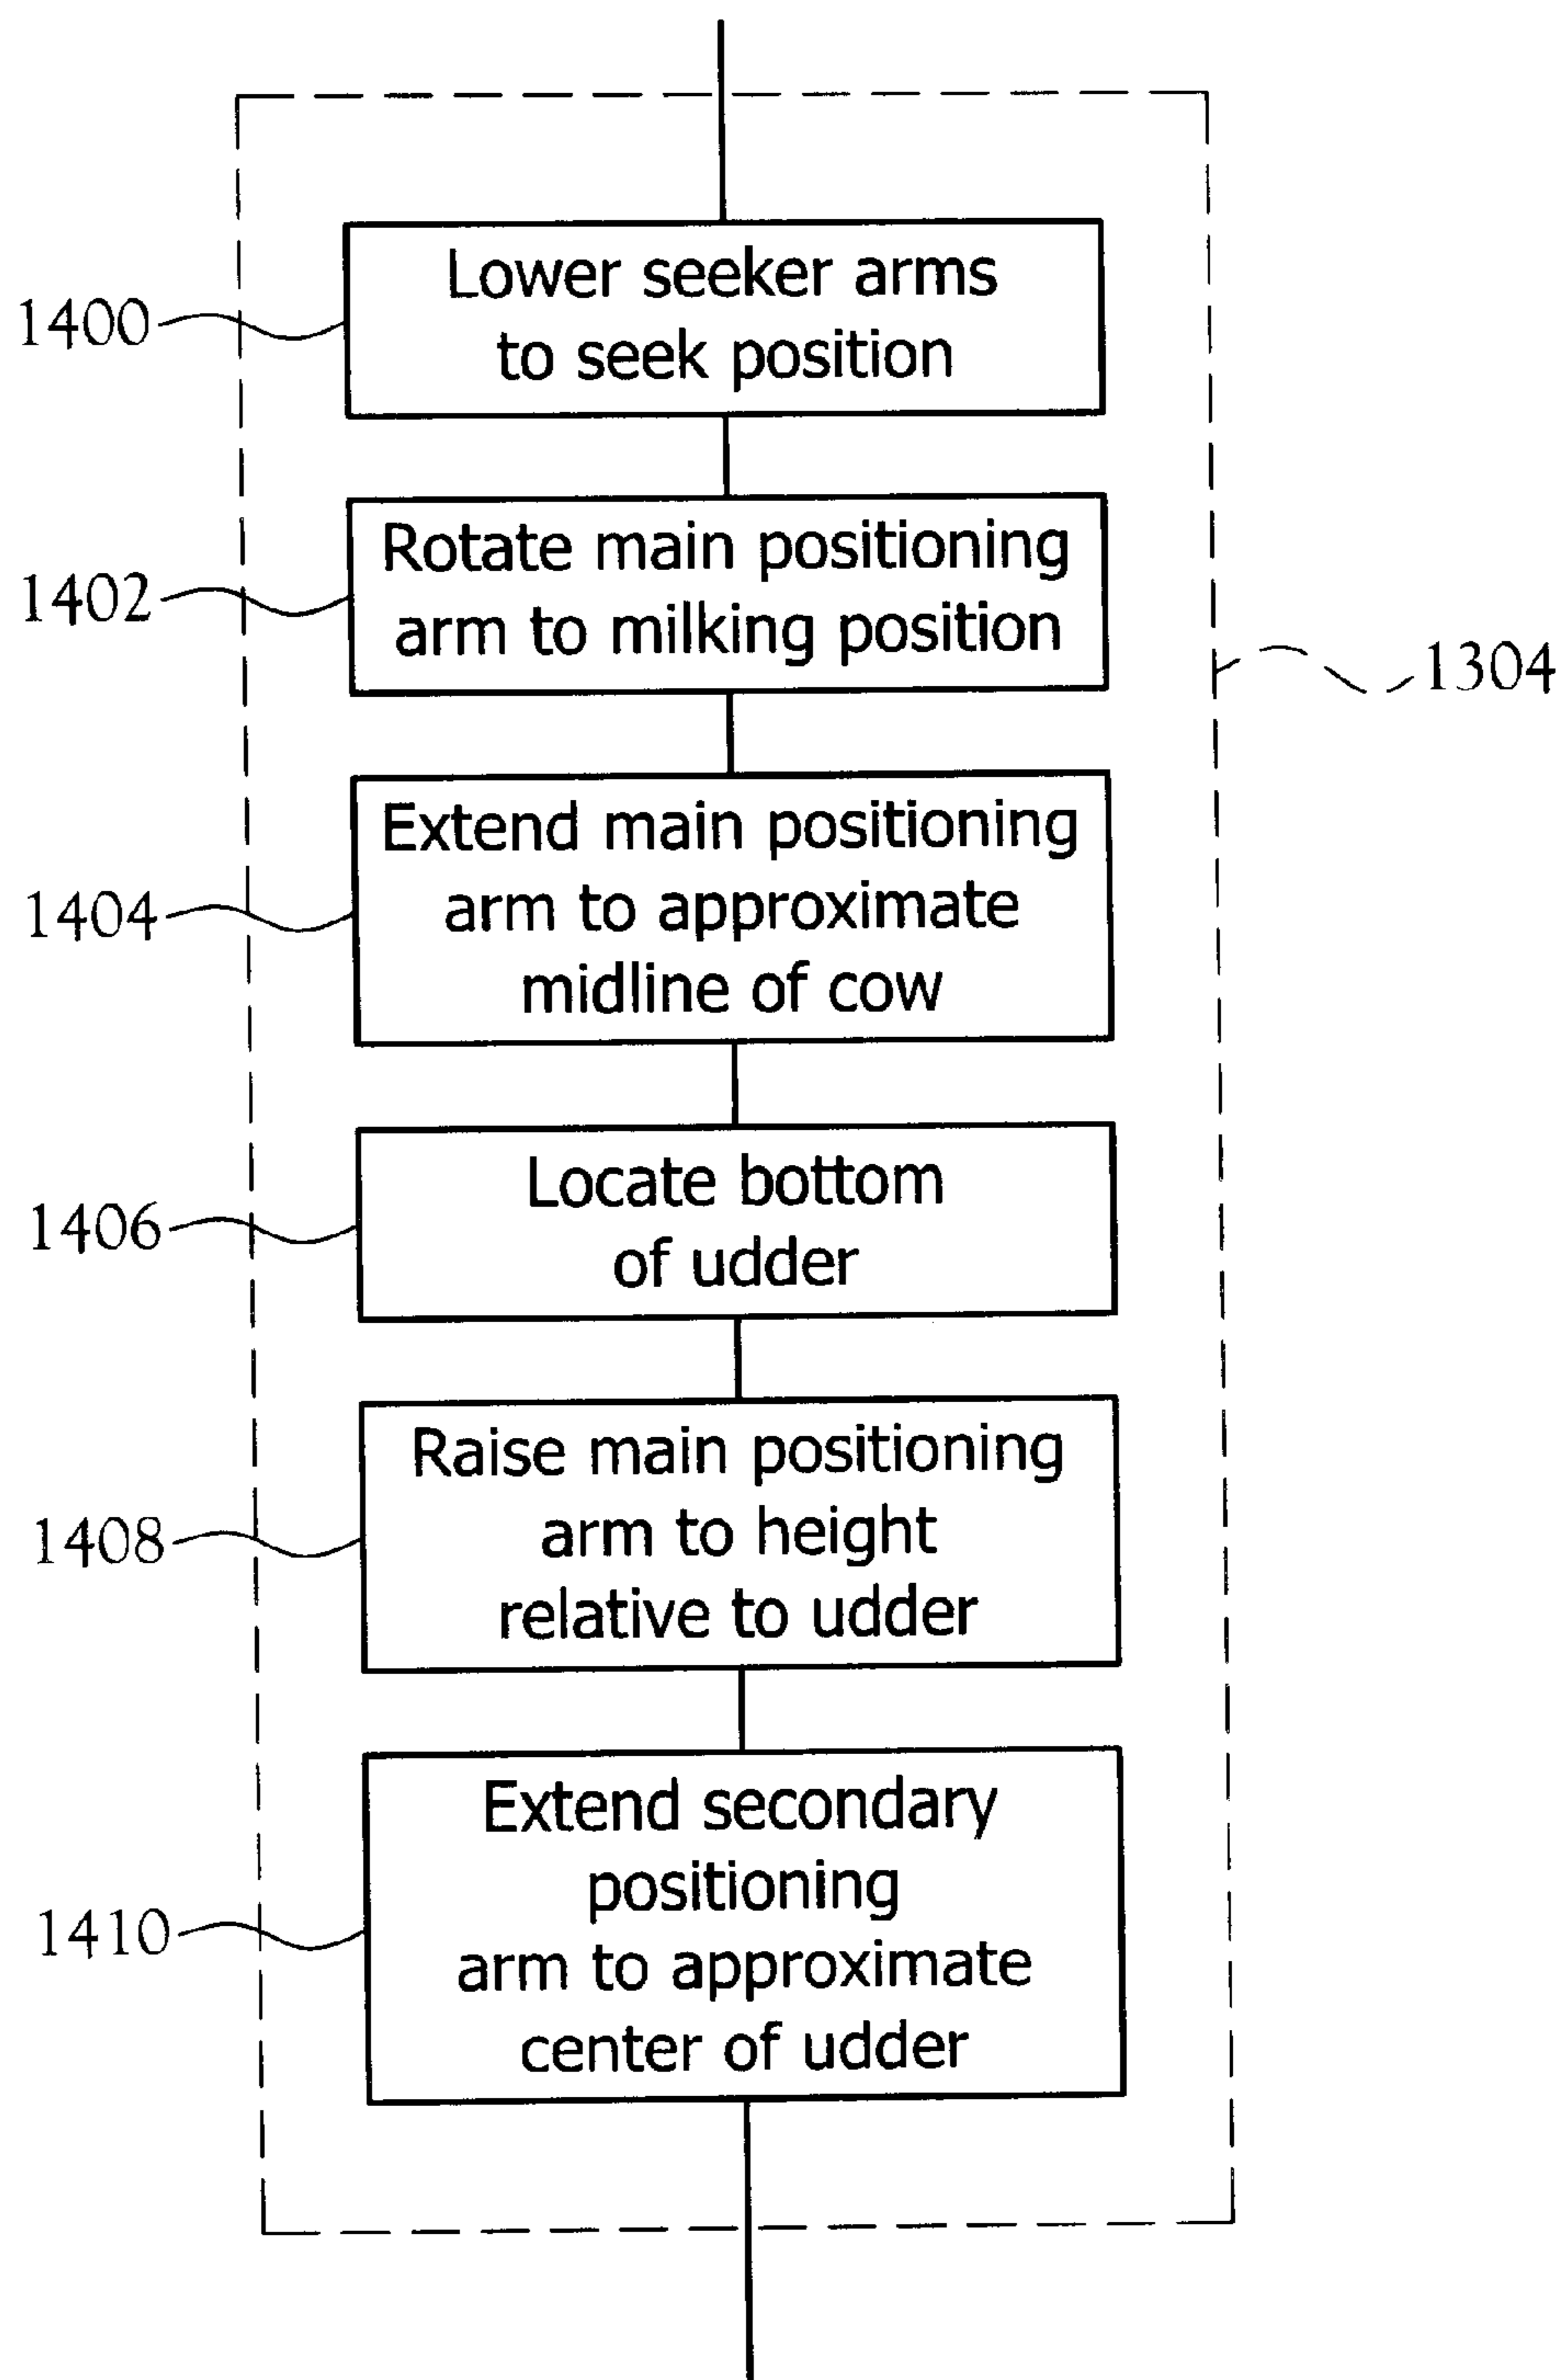 1400
Lower seeker arms
to seek position
1402
Rotate main positioning
arm to milking position
1304
1404
Extend main positioning
arm to approximate
midline of cow
1406
Locate bottom
of udder
1408
Raise main positioning
arm to height
relative to udder
1410
Extend secondary
positioning
arm to approximate
center of udder